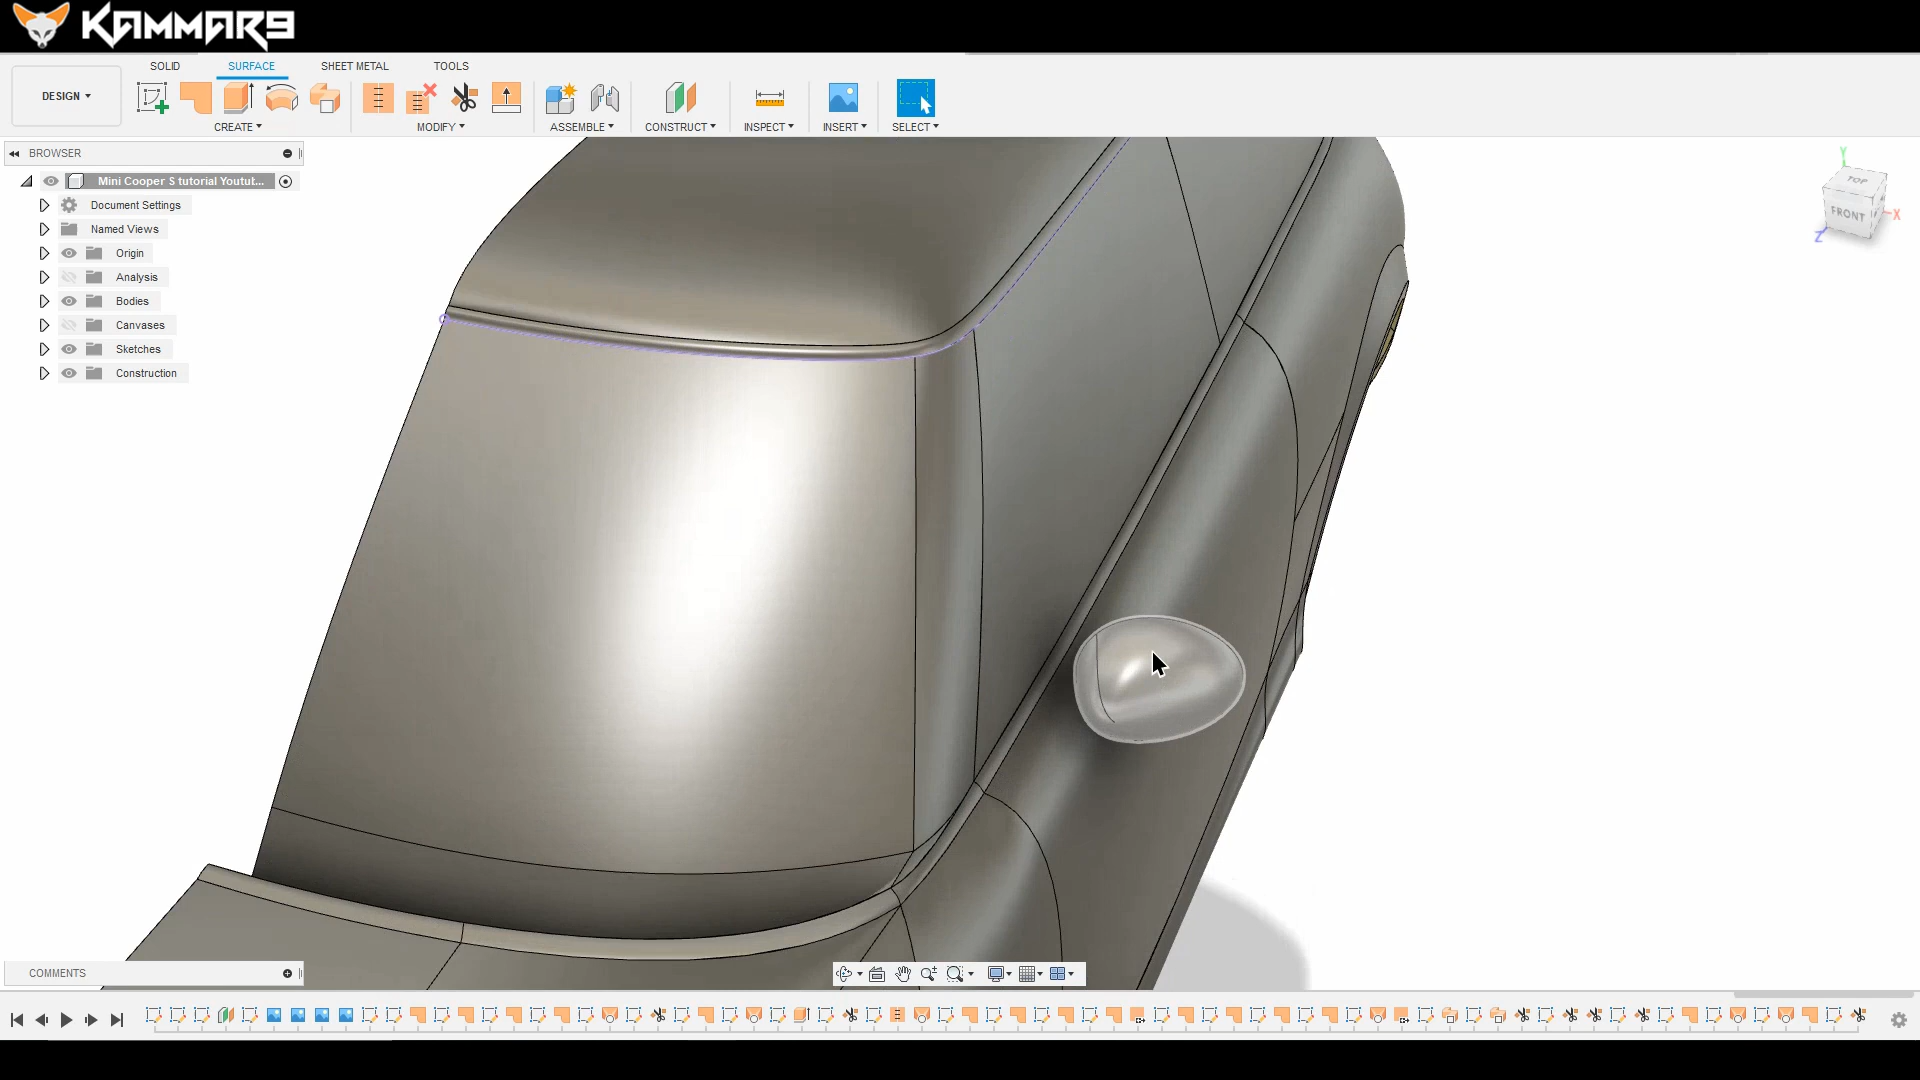 KAMMAR9
SOLID SURFACE SHEET METAL TOOLS
DESIGN
CREATE MODIFY ASSEMBLE CONSTRUCT INSPECT INSERT SELECT
BROWSER
Mini Cooper S tutorial Youtut...
Document Settings
Named Views
Origin
Analysis
Bodies
Canvases
Sketches
Construction
Y
TOP
FRONT
X
Z
COMMENTS